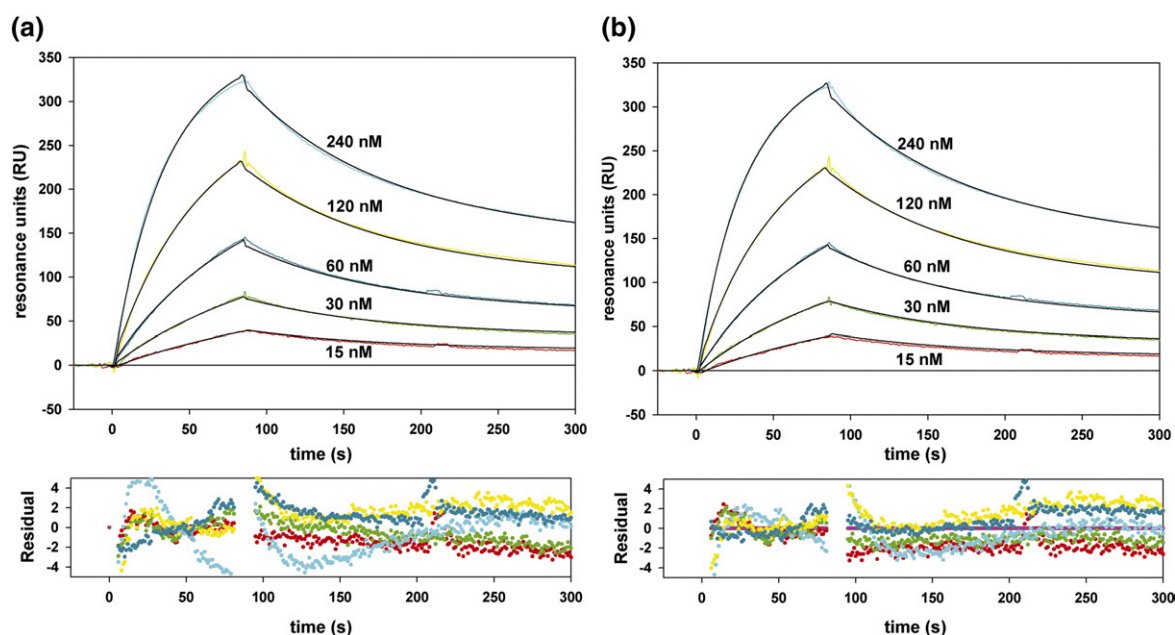 (a)
350
300
250
200
150
100
50
0
-50
resonance units (RU)
240 nM
120 nM
60 nM
30 nM
15 nM
0 50 100 150 200 250 300
time (s)
4
2
0
-2
-4
Residual
0 50 100 150 200 250 300
time (s)
(b)
350
300
250
200
150
100
50
0
-50
resonance units (RU)
240 nM
120 nM
60 nM
30 nM
15 nM
0 50 100 150 200 250 300
time (s)
4
2
0
-2
-4
Residual
0 50 100 150 200 250 300
time (s)